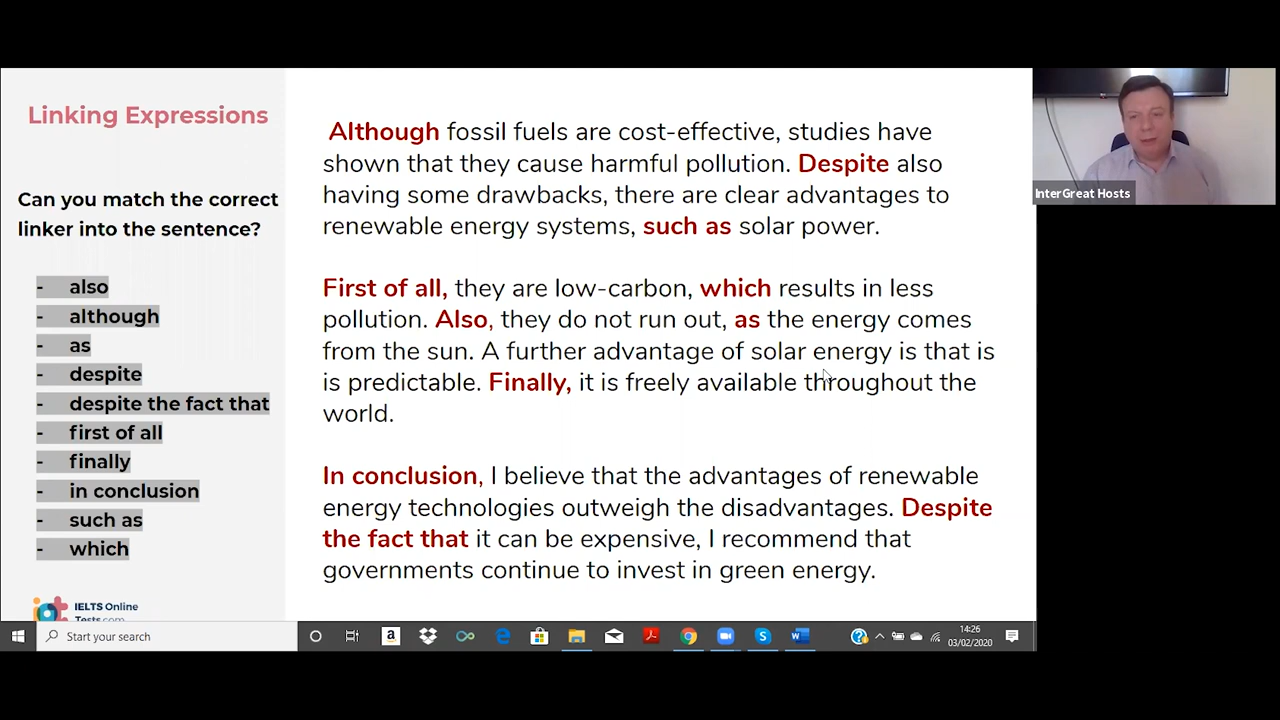 Linking Expressions
Can you match the correct
linker into the sentence?
- also
- although
- as
- despite
- despite the fact that
- first of all
- finally
- in conclusion
- such as
- which
IELTS Online
Tests.com
Although fossil fuels are cost-effective, studies have
shown that they cause harmful pollution. Despite also
having some drawbacks, there are clear advantages to
renewable energy systems, such as solar power.
First of all, they are low-carbon, which results in less
pollution. Also, they do not run out, as the energy comes
from the sun. A further advantage of solar energy is that is
is predictable. Finally, it is freely available throughout the
world.
In conclusion, I believe that the advantages of renewable
energy technologies outweigh the disadvantages. Despite
the fact that it can be expensive, I recommend that
governments continue to invest in green energy.
InterGreat Hosts
Start your search
14:26
03/02/2020